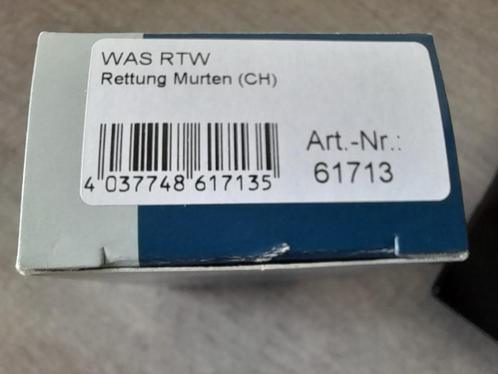 WAS RTW
Rettung Murten (CH)
Art.-Nr.:
61713
4 037748 617135